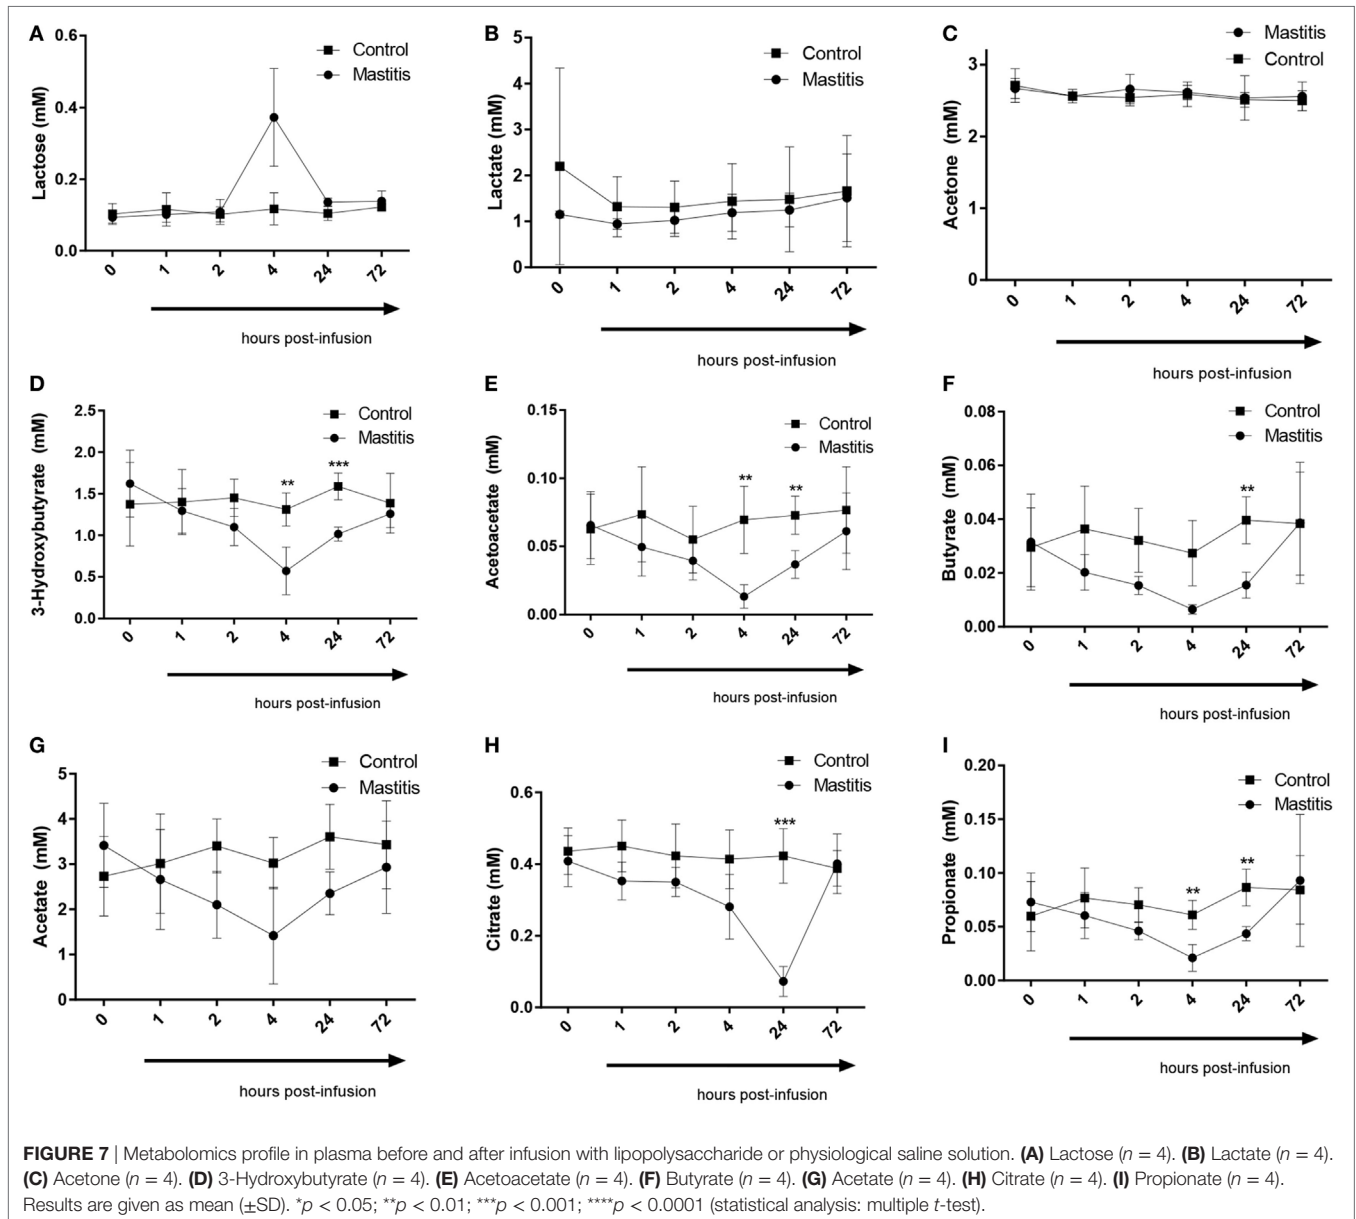 A
Lactose (mM)
0.6
0.4
0.2
0.0
Control
Mastitis
0 1 2 4 24 72
hours post-infusion
B
Lactate (mM)
5
4
3
2
1
0
Control
Mastitis
0 1 2 4 24 72
hours post-infusion
C
Acetone (mM)
3
2
1
0
Mastitis
Control
0 1 2 4 24 72
hours post-infusion
D
3-Hydroxybutyrate (mM)
2.5
2.0
1.5
1.0
0.5
0.0
Control
Mastitis
** ***
0 1 2 4 24 72
hours post-infusion
E
Acetoacetate (mM)
0.15
0.10
0.05
0.00
Control
Mastitis
** **
0 1 2 4 24 72
hours post-infusion
F
Butyrate (mM)
0.08
0.06
0.04
0.02
0.00
Control
Mastitis
**
0 1 2 4 24 72
hours post-infusion
G
Acetate (mM)
5
4
3
2
1
0
Control
Mastitis
0 1 2 4 24 72
hours post-infusion
H
Citrate (mM)
0.6
0.4
0.2
0.0
Control
Mastitis
***
0 1 2 4 24 72
hours post-infusion
I
Propionate (mM)
0.20
0.15
0.10
0.05
0.00
Control
Mastitis
** **
0 1 2 4 24 72
hours post-infusion
FIGURE 7 | Metabolomics profile in plasma before and after infusion with lipopolysaccharide or physiological saline solution. (A) Lactose (n = 4). (B) Lactate (n = 4).
(C) Acetone (n = 4). (D) 3-Hydroxybutyrate (n = 4). (E) Acetoacetate (n = 4). (F) Butyrate (n = 4). (G) Acetate (n = 4). (H) Citrate (n = 4). (I) Propionate (n = 4).
Results are given as mean (±SD). *p < 0.05; **p < 0.01; ***p < 0.001; ****p < 0.0001 (statistical analysis: multiple t-test).